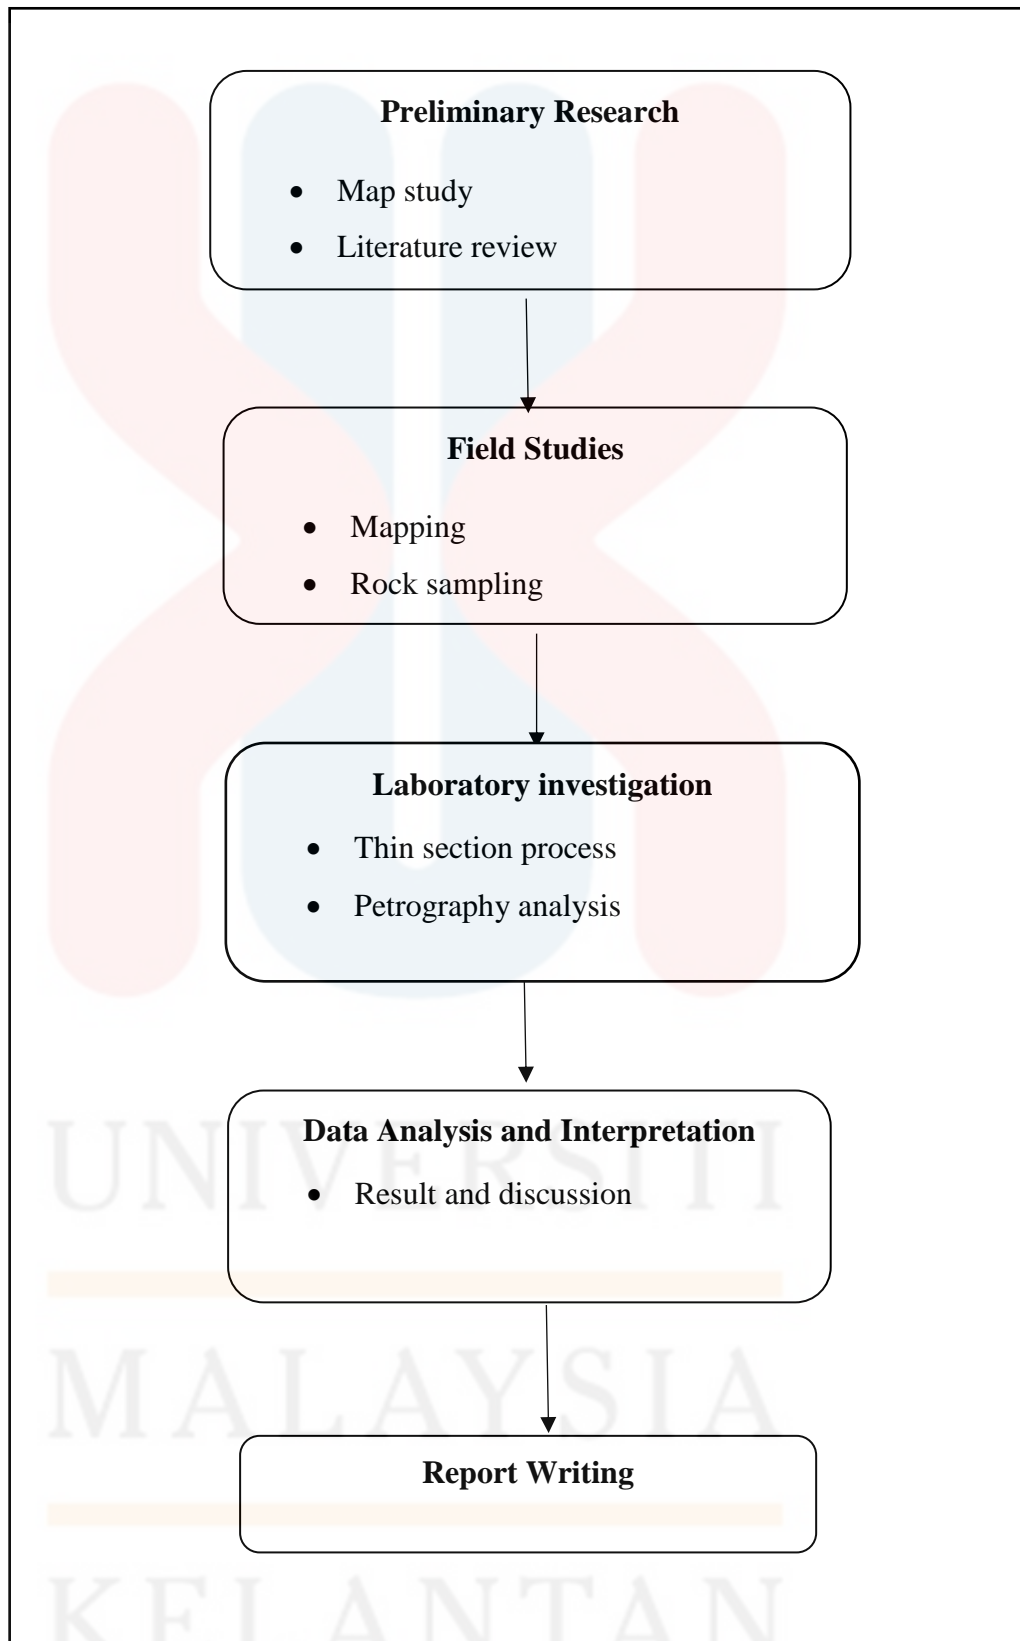 Preliminary Research
• Map study
• Literature review
Field Studies
• Mapping
• Rock sampling
Laboratory investigation
• Thin section process
• Petrography analysis
Data Analysis and Interpretation
• Result and discussion
UNIVERSITI
MALAYSIA
Report Writing
KELANTAN